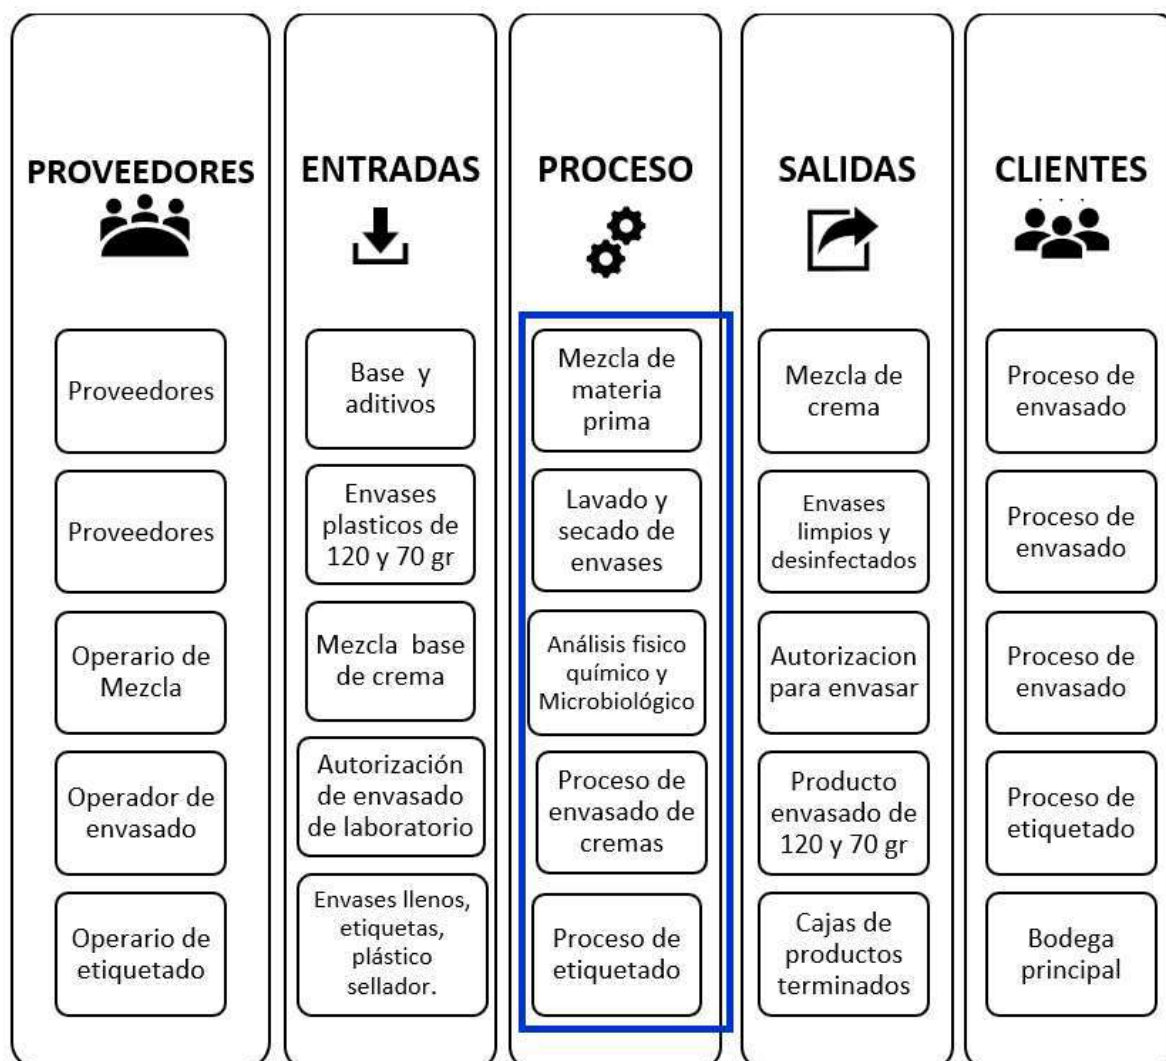 PROVEEDORES
ENTRADAS
PROCESO
SALIDAS
CLIENTES
Proveedores
Base y
aditivos
Mezcla de
materia
prima
Mezcla de
crema
Proceso de
envasado
Proveedores
Envases
plasticos de
120 y 70 gr
Lavado y
secado de
envases
Envases
limpios y
desinfectados
Proceso de
envasado
Operario de
Mezcla
Mezcla base
de crema
Análisis fisico
químico y
Microbiológico
Autorizacion
para envasar
Proceso de
envasado
Operador de
envasado
Autorización
de envasado
de laboratorio
Proceso de
envasado de
cremas
Producto
envasado de
120 y 70 gr
Proceso de
etiquetado
Operario de
etiquetado
Envases llenos,
etiquetas,
plástico
sellador.
Proceso de
etiquetado
Cajas de
productos
terminados
Bodega
principal